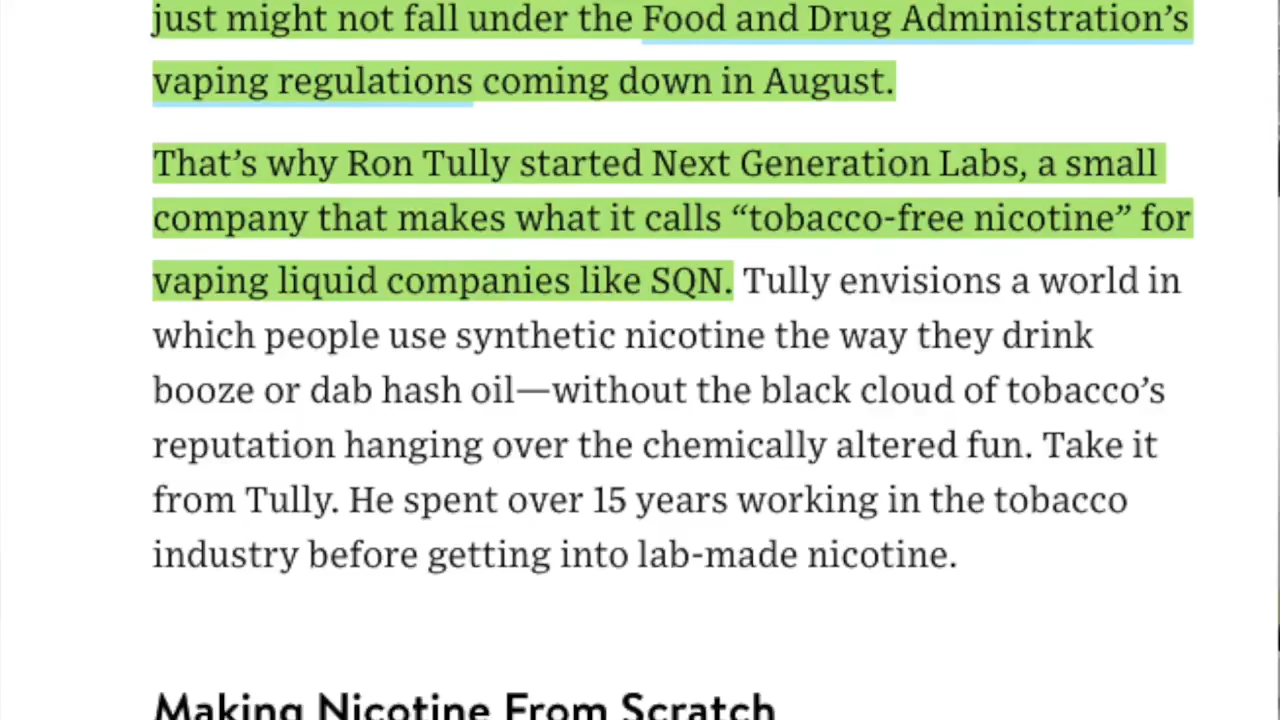 just might not fall under the Food and Drug Administration’s
vaping regulations coming down in August.
That’s why Ron Tully started Next Generation Labs, a small
company that makes what it calls “tobacco-free nicotine” for
vaping liquid companies like SQN. Tully envisions a world in
which people use synthetic nicotine the way they drink
booze or dab hash oil—without the black cloud of tobacco’s
reputation hanging over the chemically altered fun. Take it
from Tully. He spent over 15 years working in the tobacco
industry before getting into lab-made nicotine.
Making Nicotine From Scratch